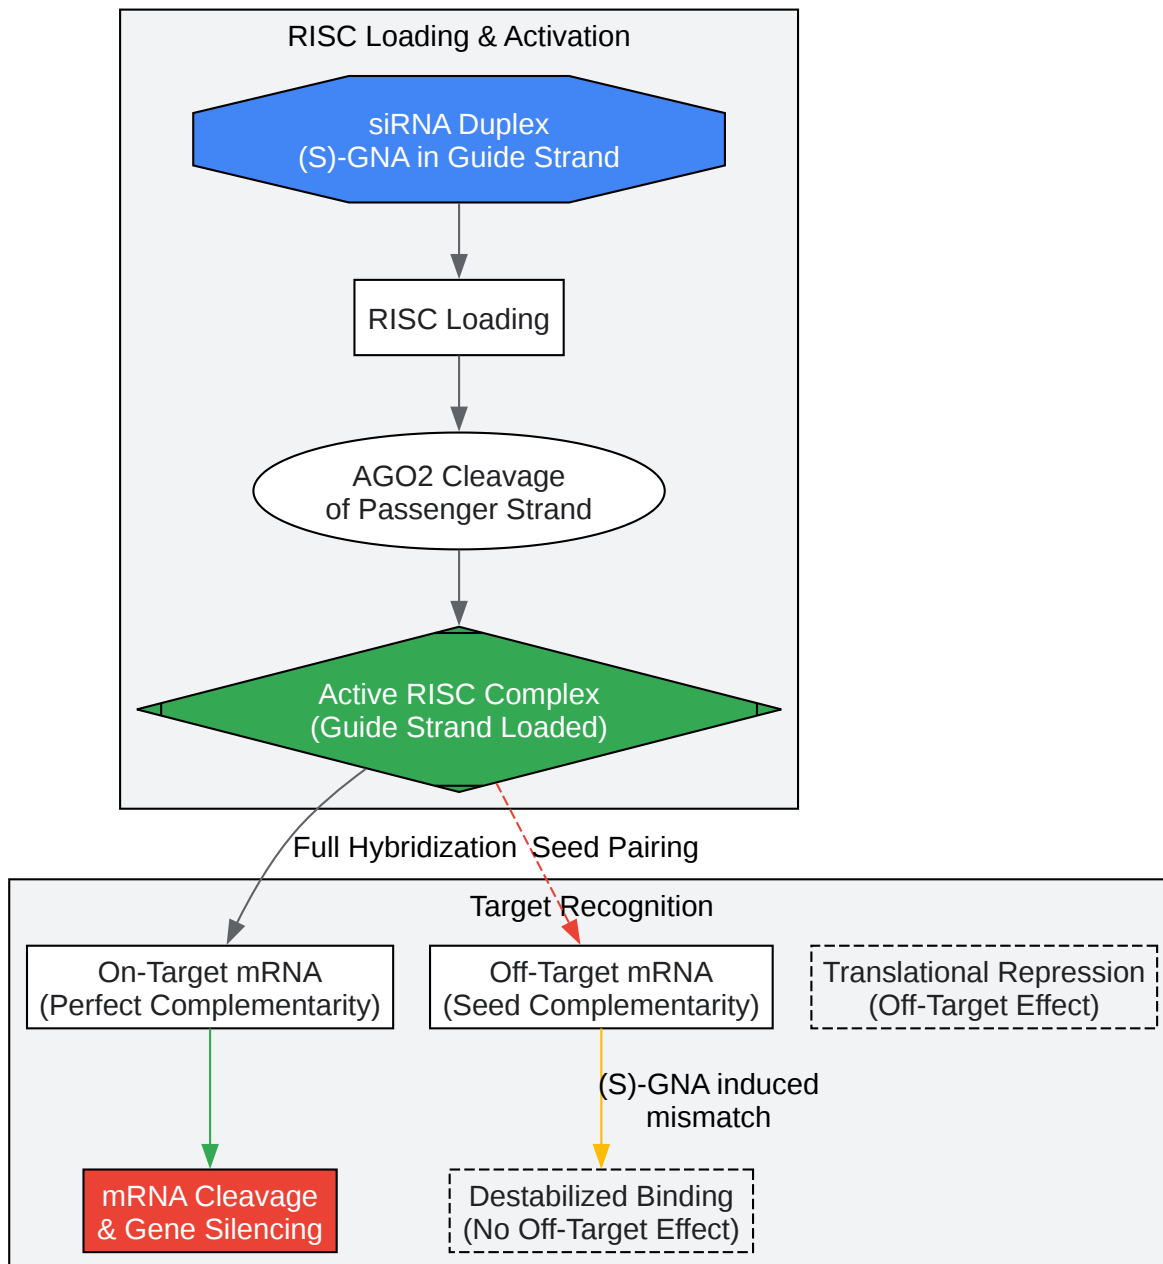 RISC Loading & Activation
siRNA Duplex
(S)-GNA in Guide Strand
RISC Loading
AGO2 Cleavage
of Passenger Strand
Active RISC Complex
(Guide Strand Loaded)
Full Hybridization
Seed Pairing
Target Recognition
On-Target mRNA
(Perfect Complementarity)
Off-Target mRNA
(Seed Complementarity)
Translational Repression
(Off-Target Effect)
(S)-GNA induced
mismatch
mRNA Cleavage
& Gene Silencing
Destabilized Binding
(No Off-Target Effect)